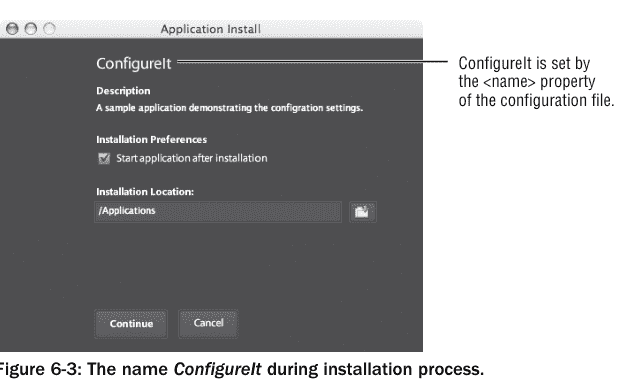 Application Install
ConfigureIt
ConfigureIt is set by
the <name> property
of the configuration file.
Description
A sample application demonstrating the configration settings.
Installation Preferences
Start application after installation
Installation Location:
/Applications
Continue
Cancel
Figure 6-3: The name ConfigureIt during installation process.